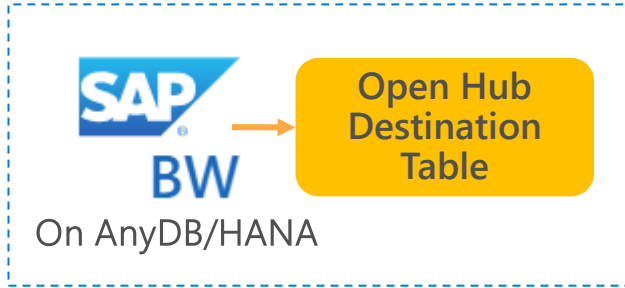 SAP
BW
On AnyDB/HANA
Open Hub
Destination
Table